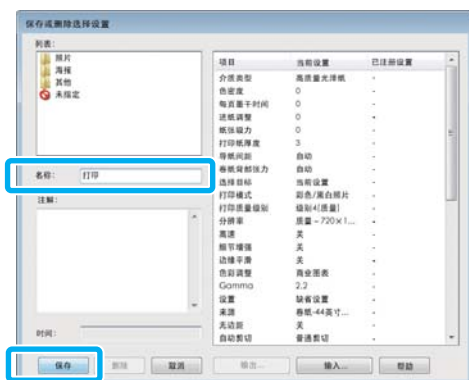 保存或删除选择设置
列表:
照片
海报
其他
未指定
名称: 打印
注解:
时间:
项目 当前设置 已注册设置
介质类型 高质量光泽纸 -
色密度 0 -
每页墨干时间 0 -
进纸调整 0 -
纸张吸力 0 -
打印纸厚度 3 -
导纸间距 自动 -
卷纸背部张力 自动 -
选择目标 当前设置 -
打印模式 彩色/黑白照片 -
打印质量级别 级别4(质量) -
分辨率 质量 - 720×1... -
高速 关 -
细节增强 关 -
边缘平滑 关 -
色彩调整 商业图表 -
Gamma 2.2 -
设置 缺省设置 -
来源 卷纸-44英寸... -
无边距 关 -
自动剪切 普通剪切 -
保存 删除 取消 输出... 输入... 帮助